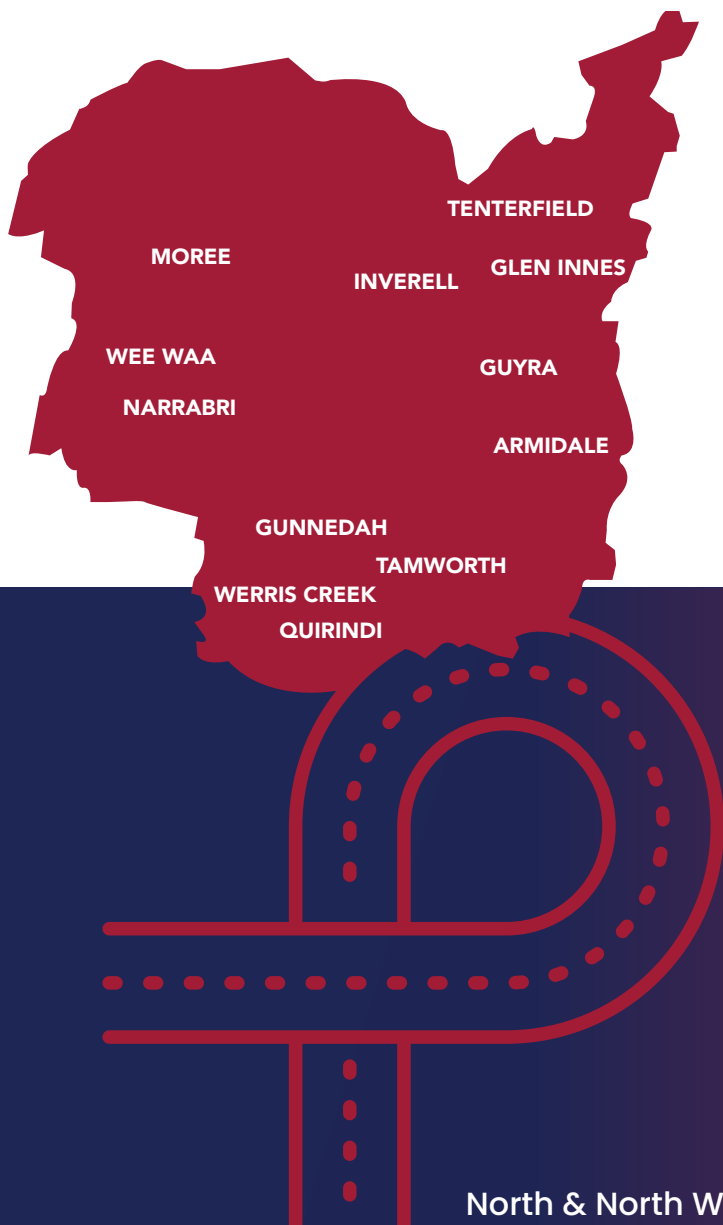 TENTERFIELD
MOREE
GLEN INNES
INVERELL
WEE WAA
GUYRA
NARRABRI
ARMIDALE
GUNNEDAH
TAMWORTH
WERRIS CREEK
QUIRINDI
North & North W